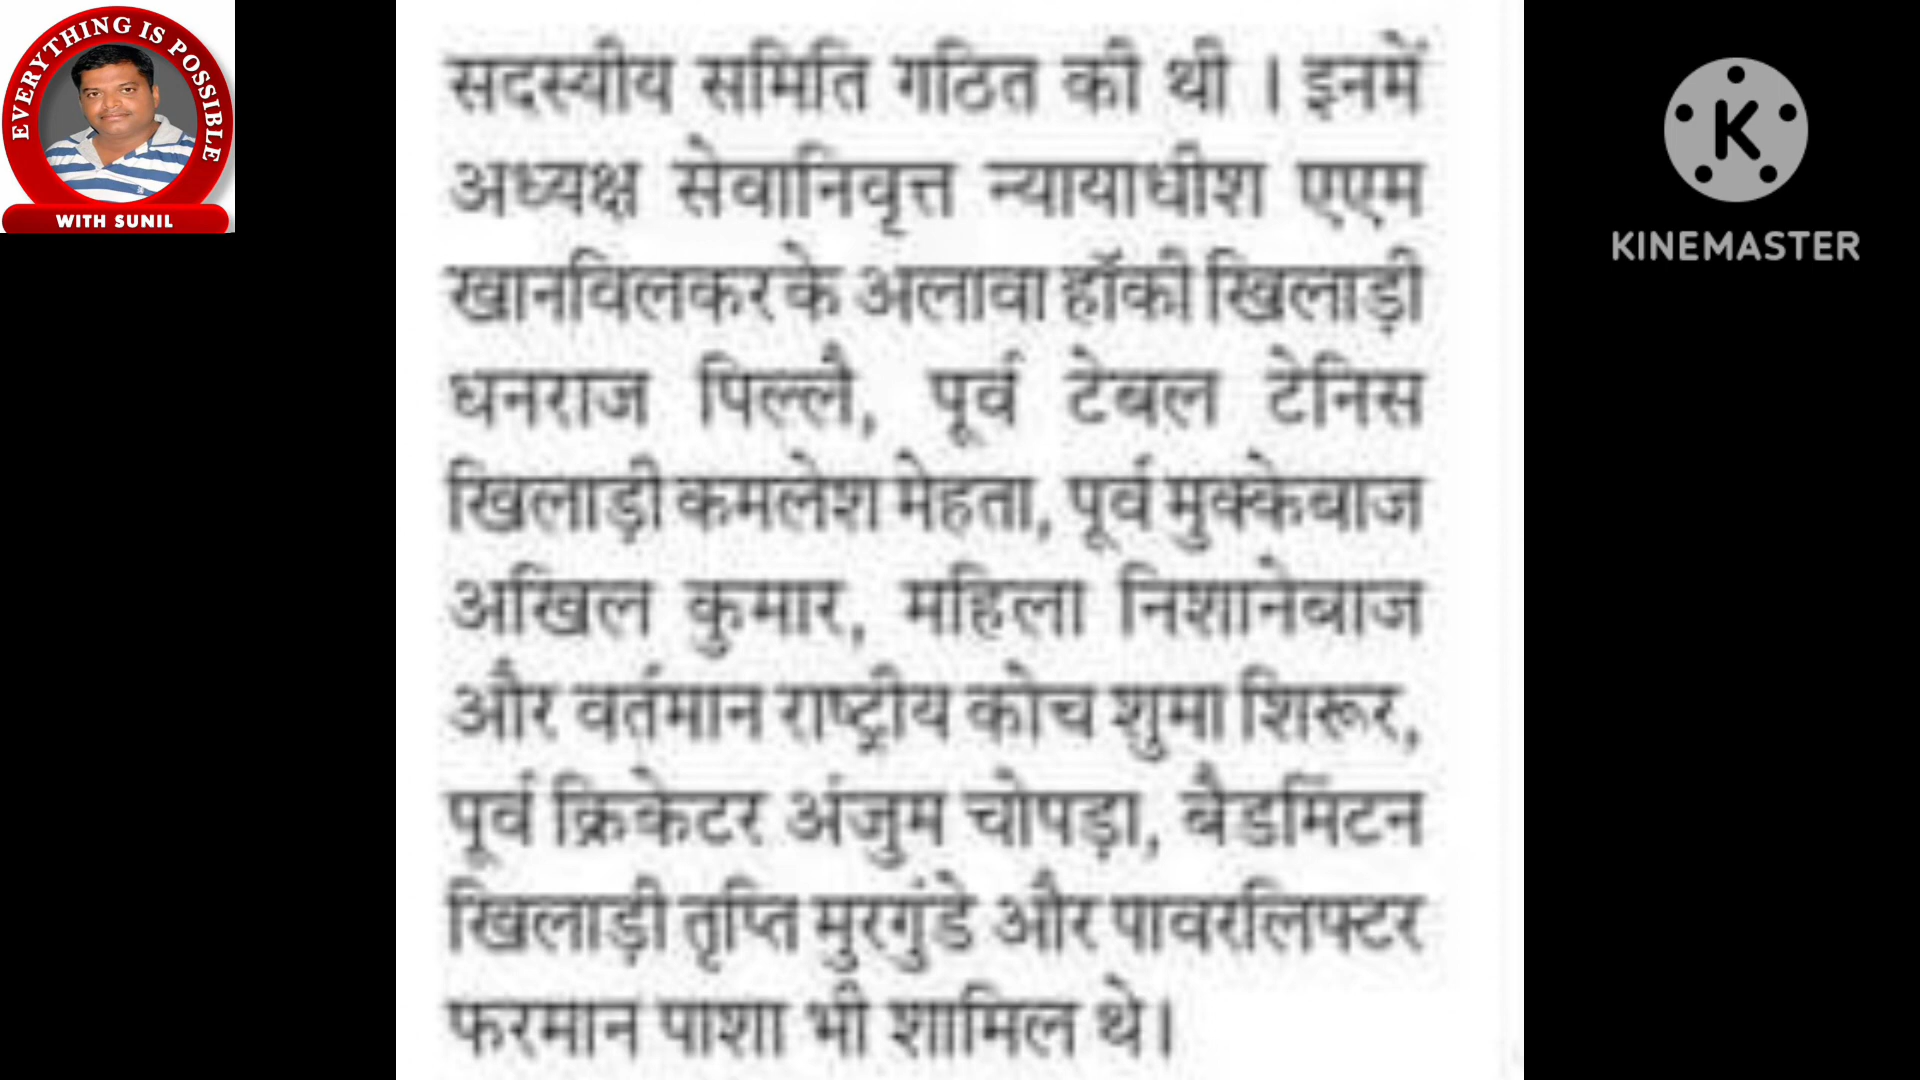 EVERYTHING IS POSSIBLE
WITH SUNIL
सदस्यीय समिति गठित की थी । इनमें
अध्यक्ष सेवानिवृत्त न्यायाधीश एएम
खानविलकर के अलावा हॉकी खिलाड़ी
धनराज पिल्लै, पूर्व टेबल टेनिस
खिलाड़ी कमलेश मेहता, पूर्व मुक्केबाज
अखिल कुमार, महिला निशानेबाज
और वर्तमान राष्ट्रीय कोच शुमा शिरूर,
पूर्व क्रिकेटर अंजुम चोपड़ा, बैडमिंटन
खिलाड़ी तृप्ति मुरगुंडे और पावरलिफ्टर
फरमान पाशा भी शामिल थे।
K
KINEMASTER